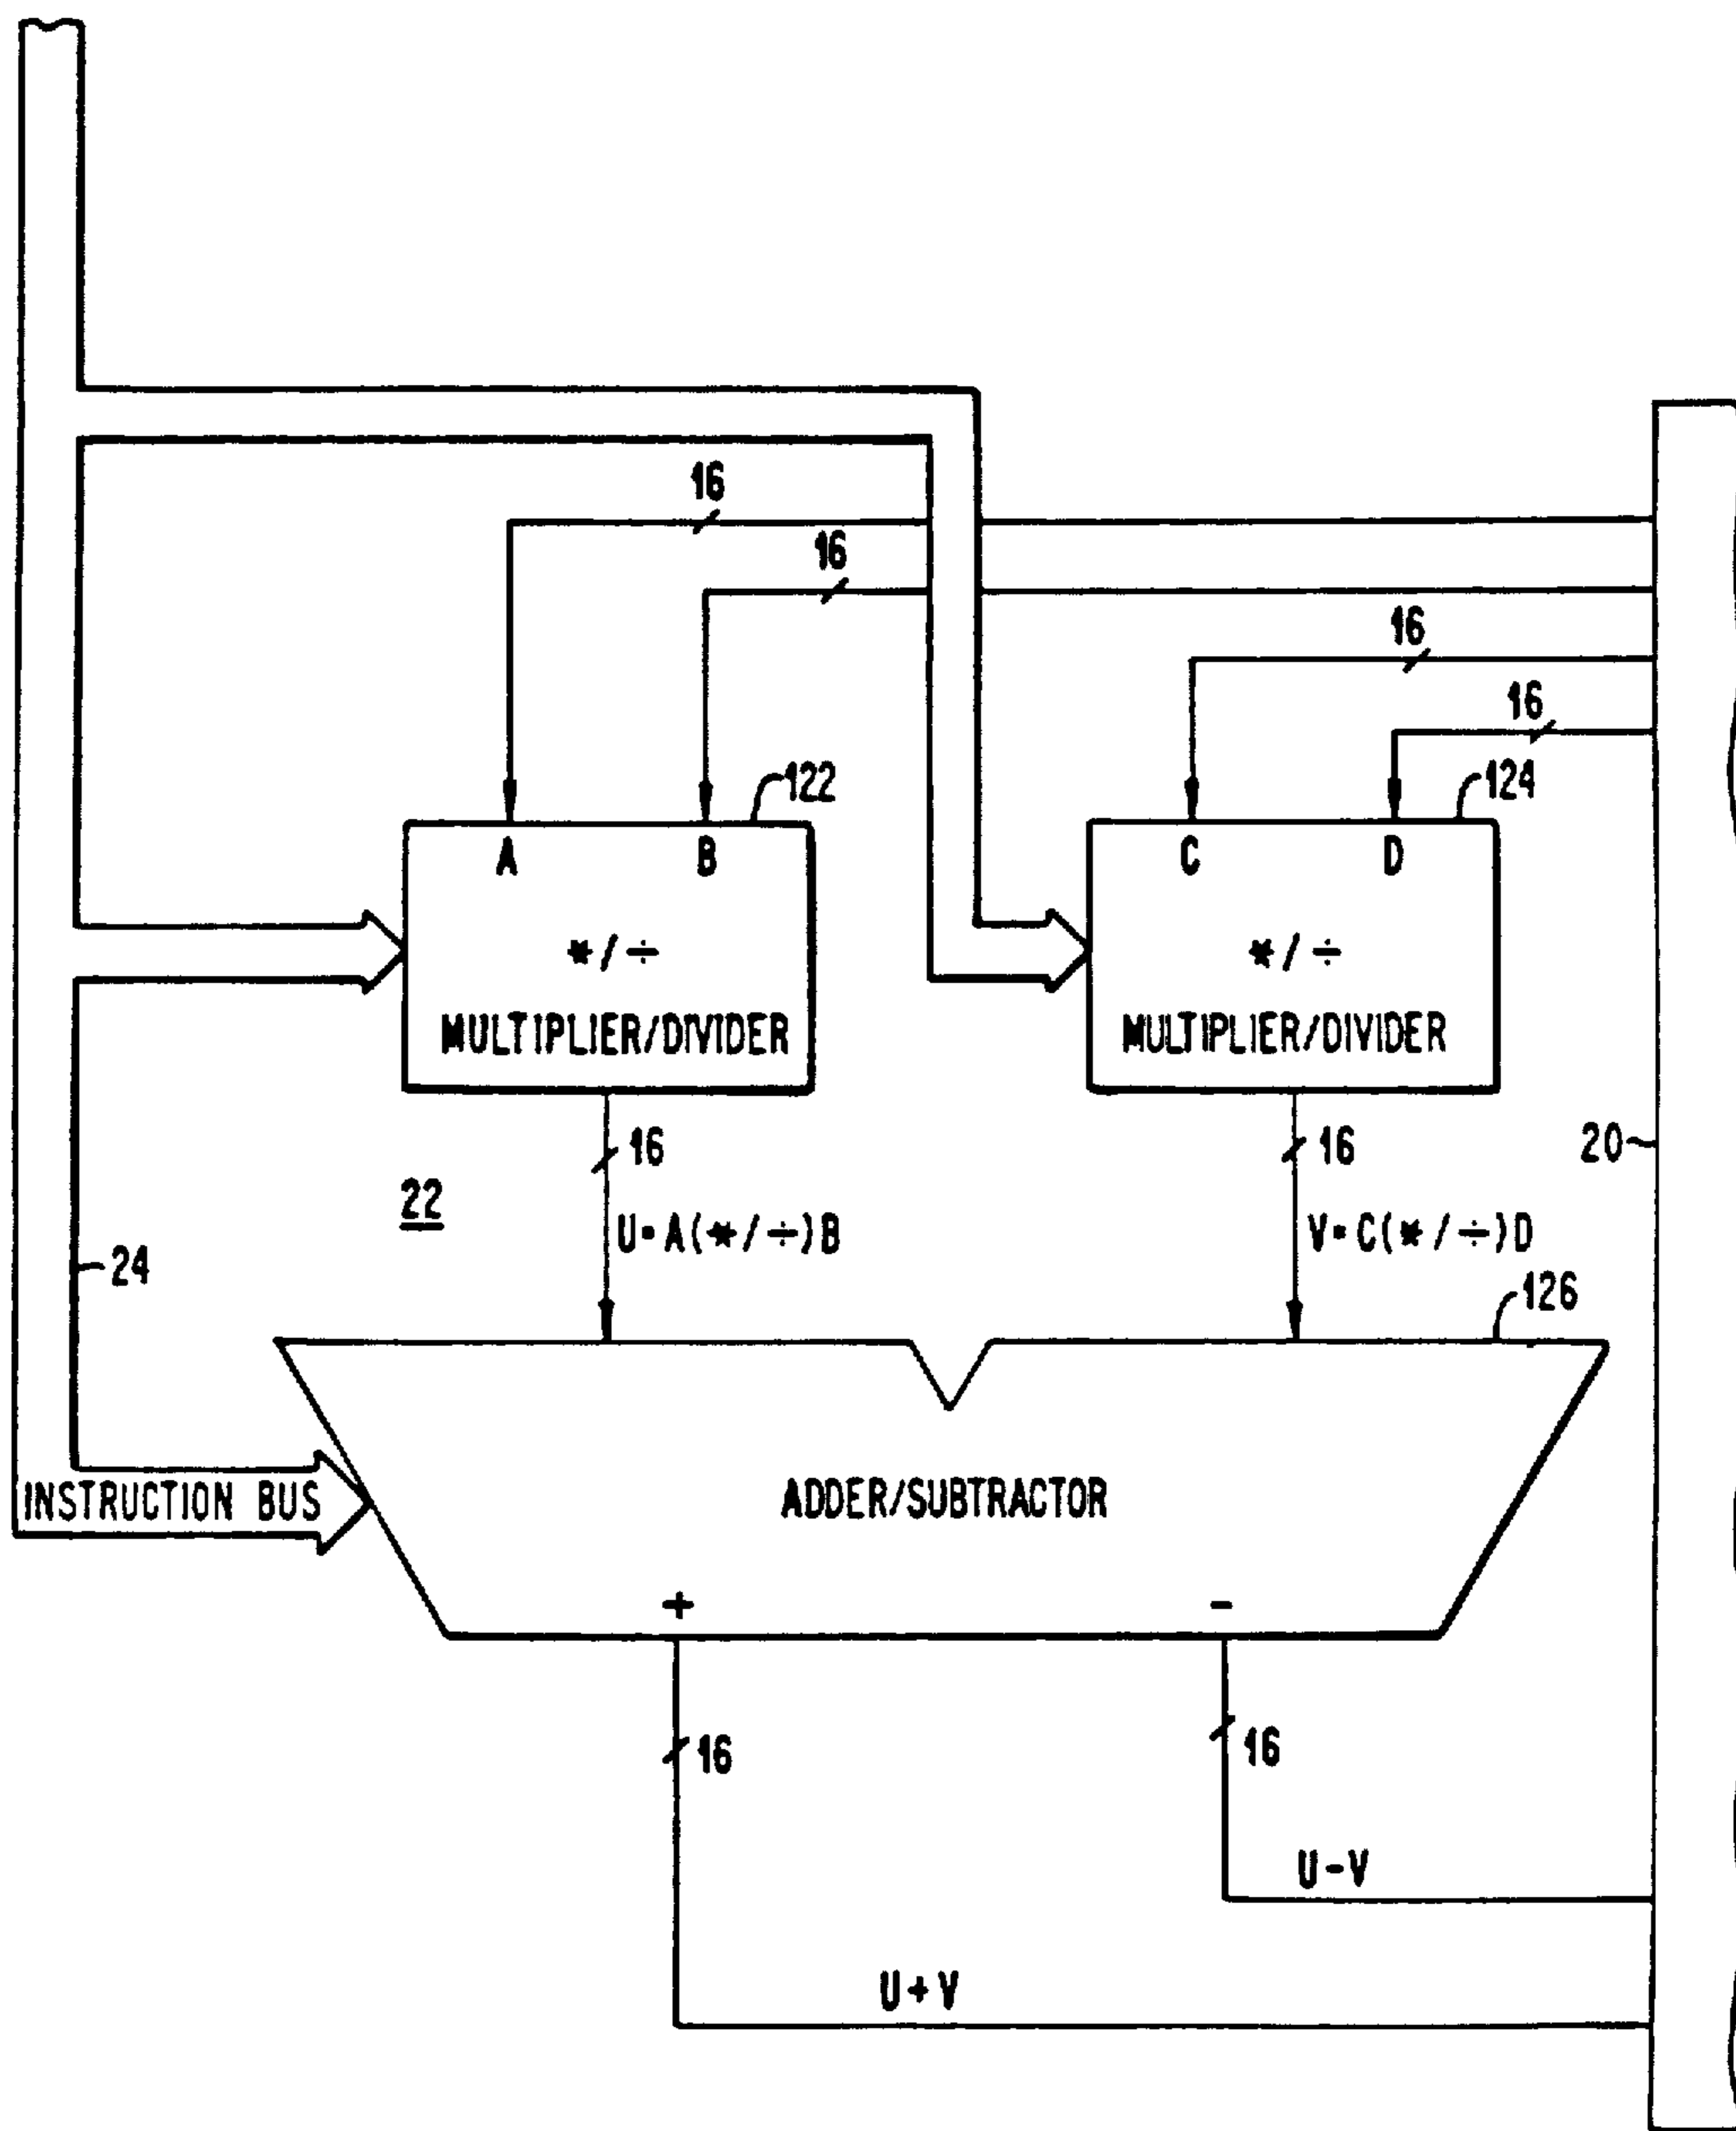 16
16
16
16
122
124
A B
C D
*/÷
*/÷
MULTIPLIER/DIVIDER
MULTIPLIER/DIVIDER
16
16
20
22
U=A(*/÷)B
V=C(*/÷)D
24
126
INSTRUCTION BUS
ADDER/SUBTRACTOR
+
-
16
16
U-V
U+V